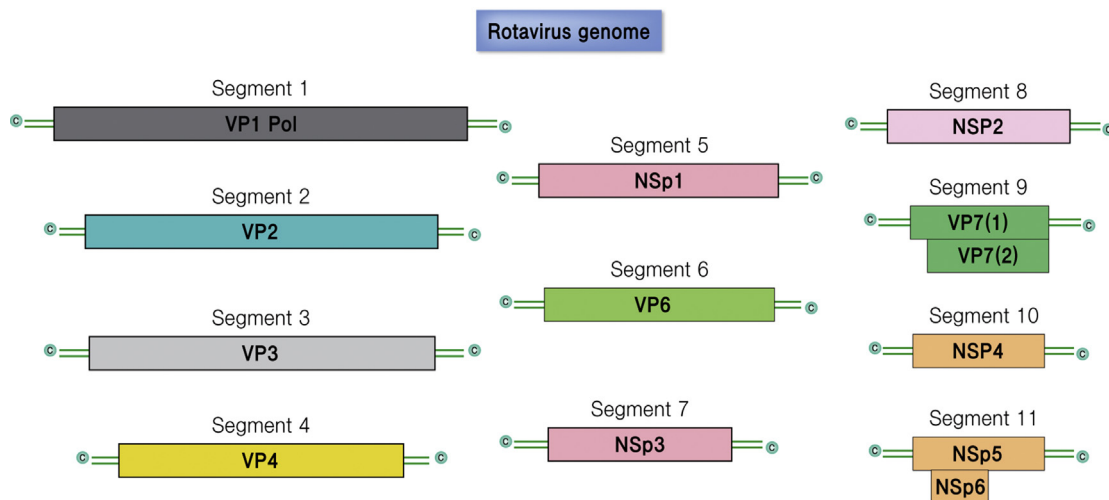 Rotavirus genome
Segment 1
C
VP1 Pol
C
Segment 2
C
VP2
C
Segment 3
C
VP3
C
Segment 4
C
VP4
C
Segment 5
C
NSp1
C
Segment 6
C
VP6
C
Segment 7
C
NSp3
C
Segment 8
C
NSP2
C
Segment 9
C
VP7(1)
C
VP7(2)
Segment 10
C
NSP4
C
Segment 11
C
NSp5
C
NSp6